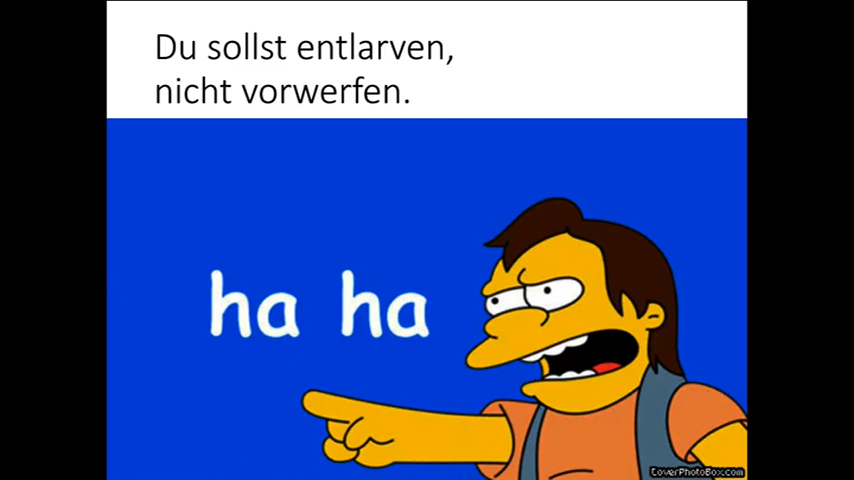 Du sollst entlarven,
nicht vorwerfen.
ha ha
CoverPhotoBox.com